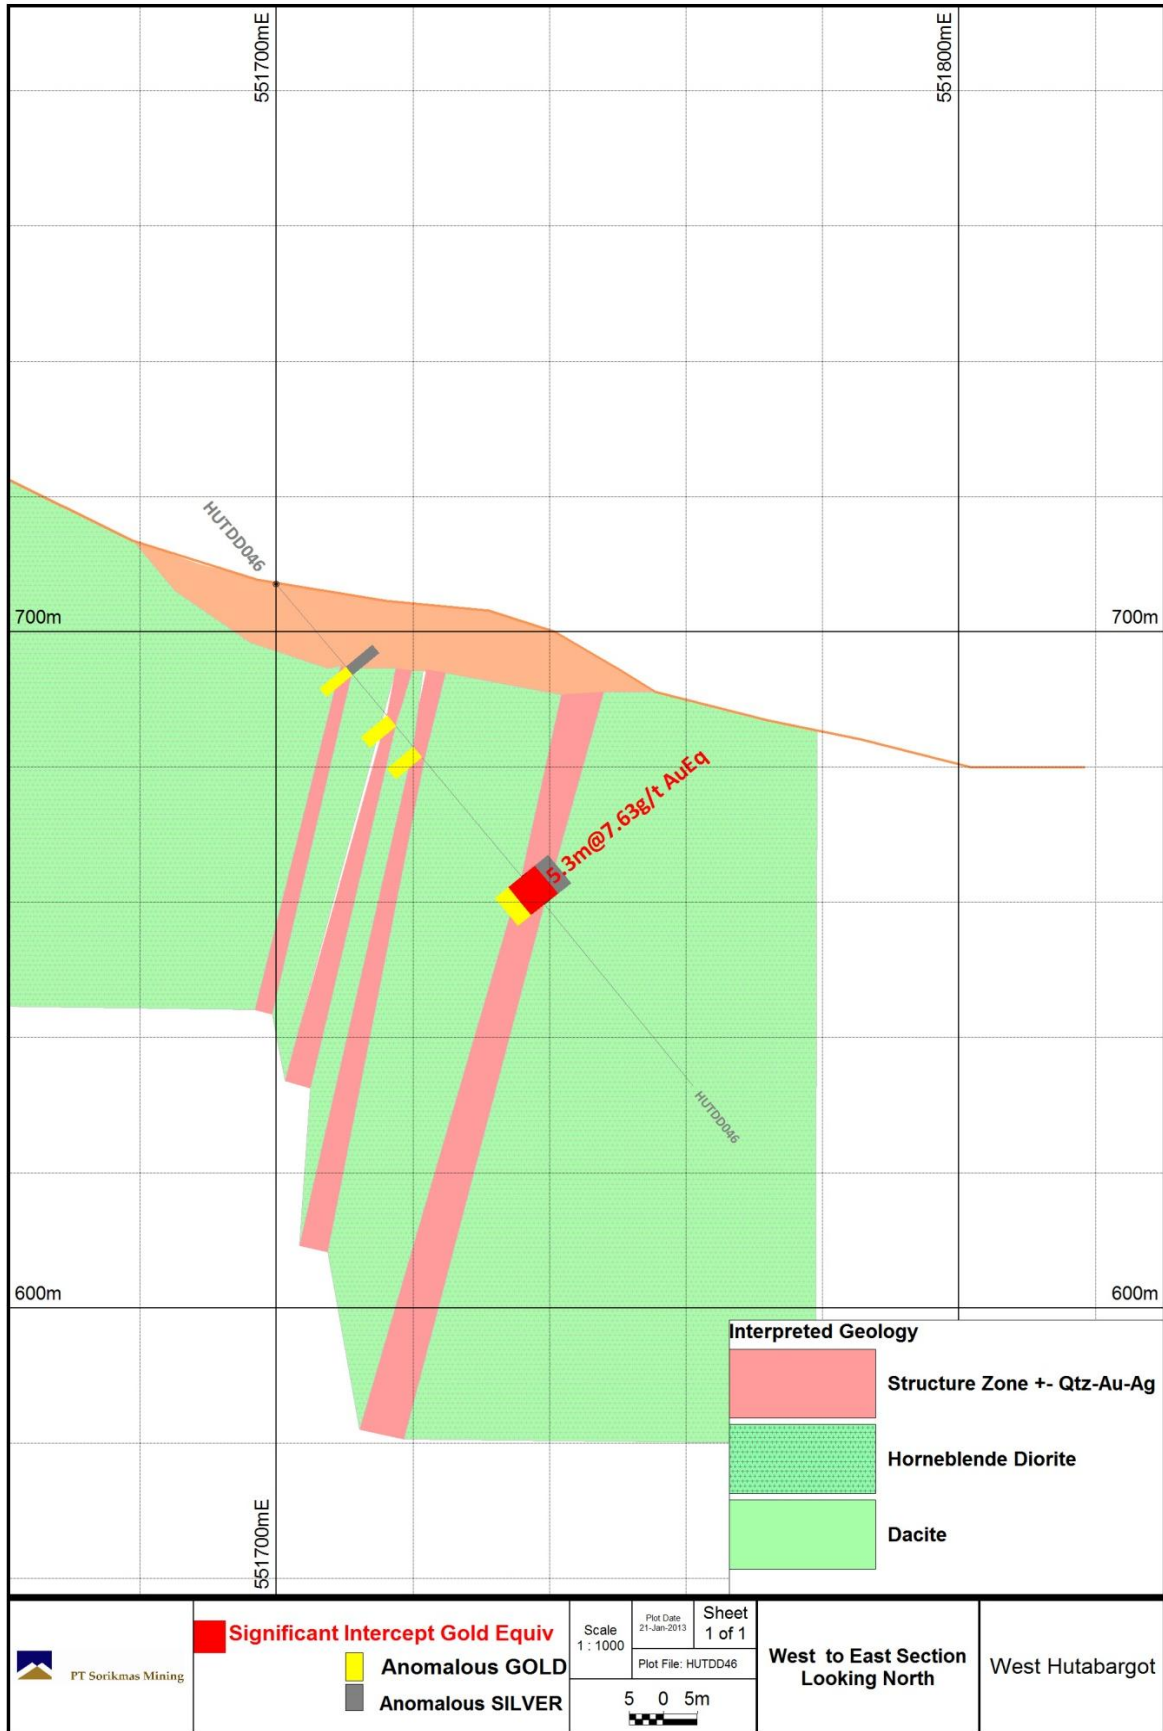 551700mE
551800mE
HUTDD046
700m
700m
5.3m@7.63g/t AuEq
HUTDD046
600m
600m
551700mE
Interpreted Geology
Structure Zone +- Qtz-Au-Ag
Horneblende Diorite
Dacite
PT Sorikmas Mining
Significant Intercept Gold Equiv
Anomalous GOLD
Anomalous SILVER
Scale
1 : 1000
Plot Date
21-Jan-2013
Sheet
1 of 1
Plot File: HUTDD46
5 0 5m
West to East Section
Looking North
West Hutabargot